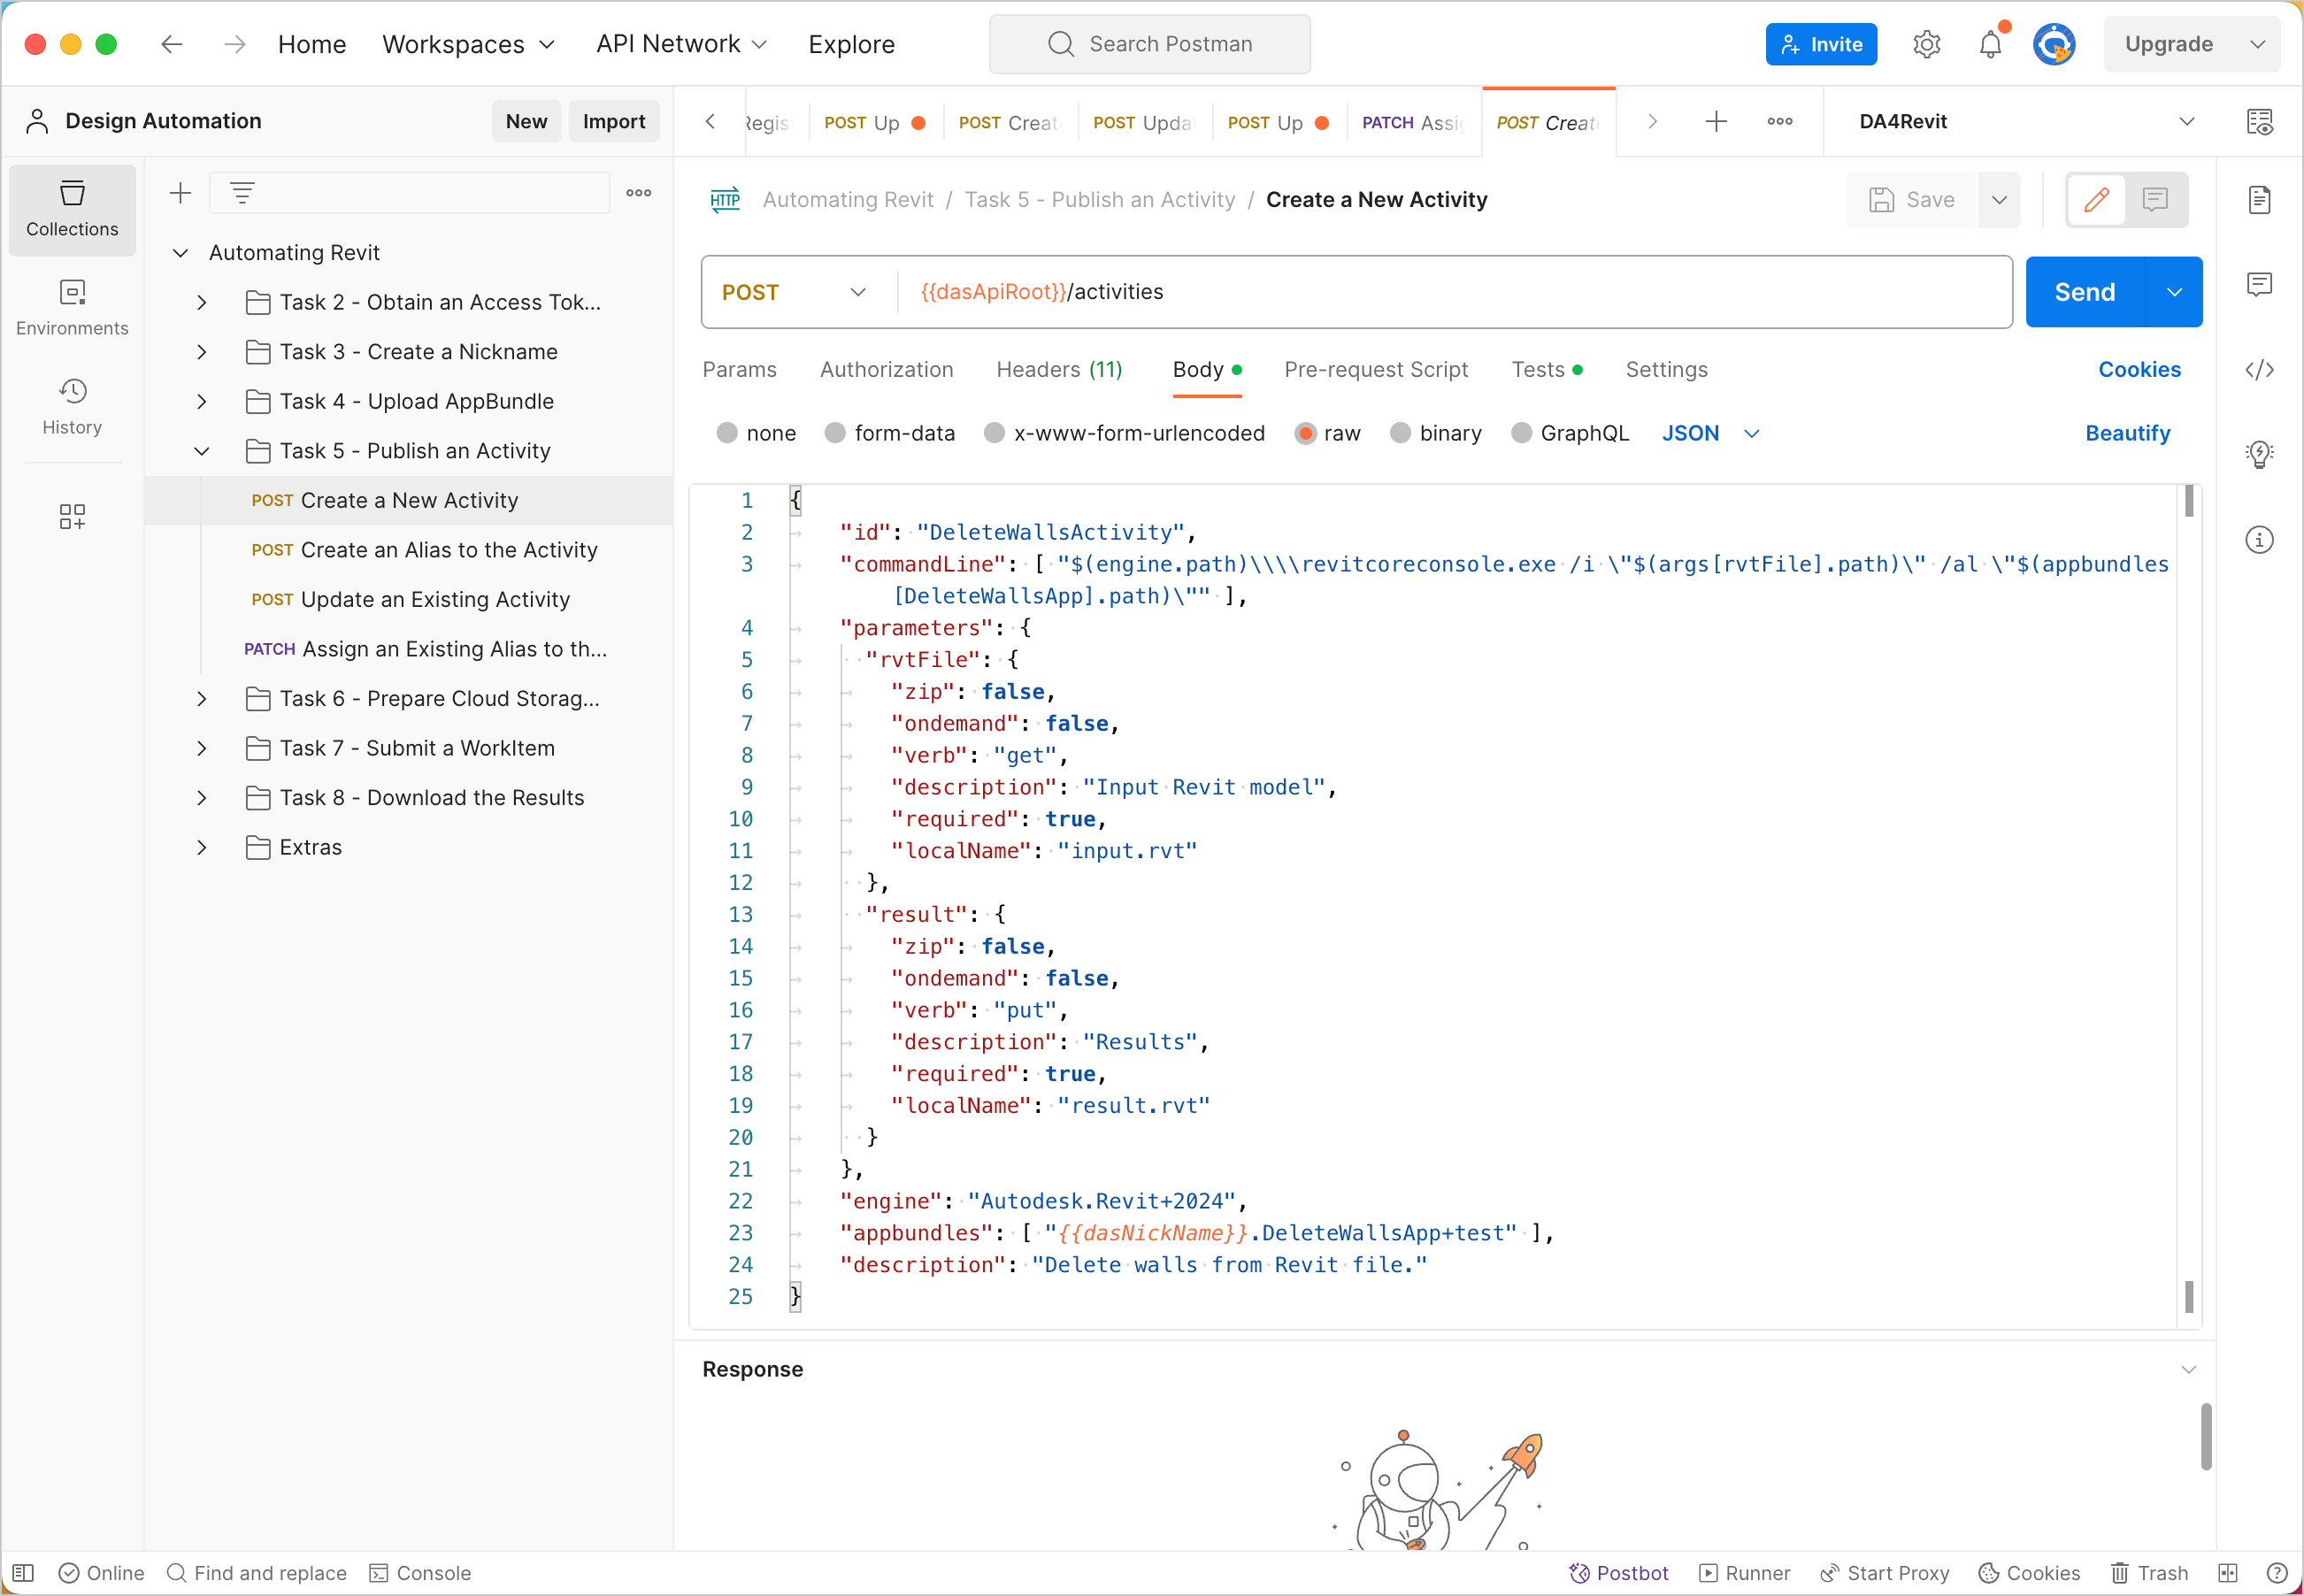 Home Workspaces API Network Explore Search Postman Invite Upgrade
Design Automation New Import
POST Up POST Creat POST Upda POST Up PATCH Assi POST Creat DA4Revit
Collections
Environments
History
Automating Revit
Task 2 - Obtain an Access Tok...
Task 3 - Create a Nickname
Task 4 - Upload AppBundle
Task 5 - Publish an Activity
POST Create a New Activity
POST Create an Alias to the Activity
POST Update an Existing Activity
PATCH Assign an Existing Alias to th...
Task 6 - Prepare Cloud Storag...
Task 7 - Submit a WorkItem
Task 8 - Download the Results
Extras
HTTP Automating Revit / Task 5 - Publish an Activity / Create a New Activity Save
POST {{dasApiRoot}}/activities Send
Params Authorization Headers (11) Body Pre-request Script Tests Settings Cookies
none form-data x-www-form-urlencoded raw binary GraphQL JSON Beautify
1 {
2 "id": "DeleteWallsActivity",
3 "commandLine": [ "$(engine.path)\\\\revitcoreconsole.exe /i \"$(args[rvtFile].path)\" /al \"$(appbundles
[DeleteWallsApp].path)\"" ],
4 "parameters": {
5 "rvtFile": {
6 "zip": false,
7 "ondemand": false,
8 "verb": "get",
9 "description": "Input Revit model",
10 "required": true,
11 "localName": "input.rvt"
12 },
13 "result": {
14 "zip": false,
15 "ondemand": false,
16 "verb": "put",
17 "description": "Results",
18 "required": true,
19 "localName": "result.rvt"
20 }
21 },
22 "engine": "Autodesk.Revit+2024",
23 "appbundles": [ "{{dasNickName}}.DeleteWallsApp+test" ],
24 "description": "Delete walls from Revit file."
25 }
Response
Online Find and replace Console Postbot Runner Start Proxy Cookies Trash